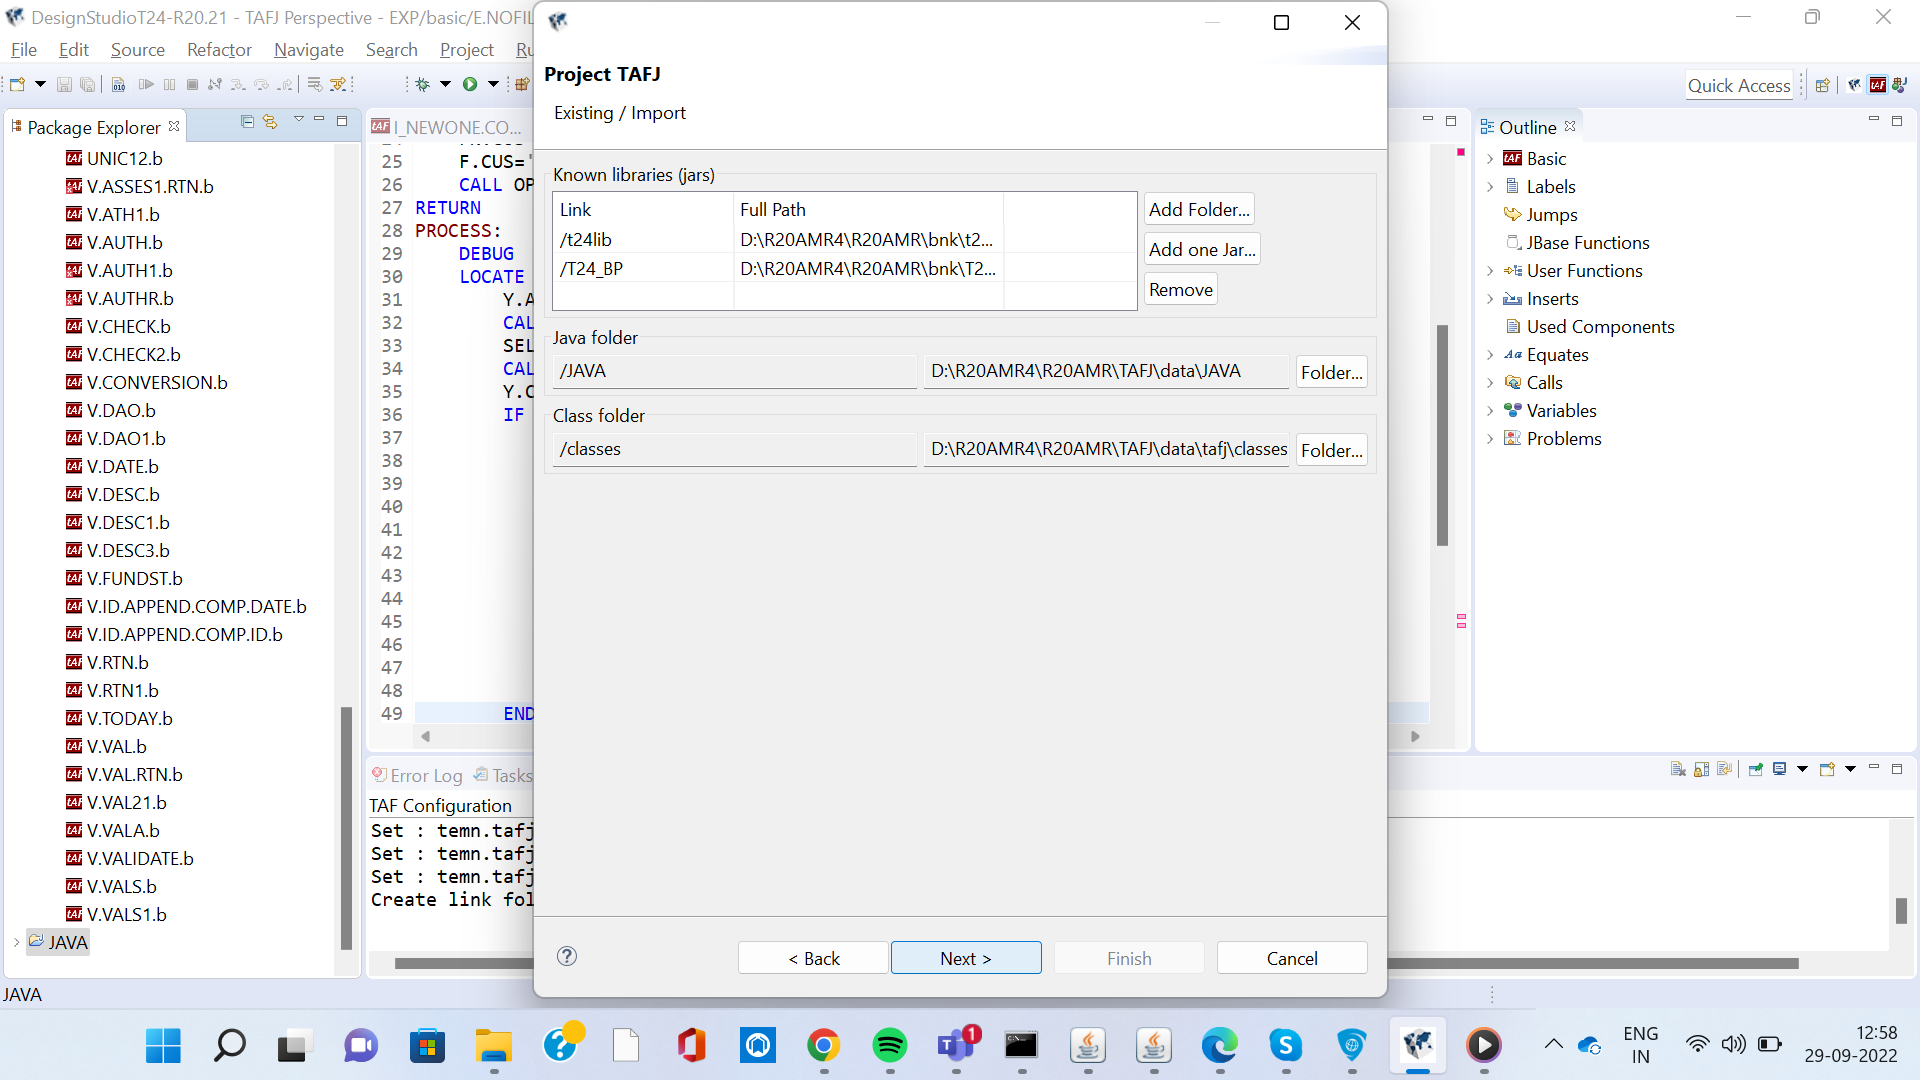 DesignStudioT24-R20.21 - TAFJ Perspective - EXP/basic/E.NOFIL
File Edit Source Refactor Navigate Search Project Ru
Quick Access
Package Explorer
UNIC12.b
V.ASSES1.RTN.b
V.ATH1.b
V.AUTH.b
V.AUTH1.b
V.AUTHR.b
V.CHECK.b
V.CHECK2.b
V.CONVERSION.b
V.DAO.b
V.DAO1.b
V.DATE.b
V.DESC.b
V.DESC1.b
V.DESC3.b
V.FUNDST.b
V.ID.APPEND.COMP.DATE.b
V.ID.APPEND.COMP.ID.b
V.RTN.b
V.RTN1.b
V.TODAY.b
V.VAL.b
V.VAL.RTN.b
V.VAL21.b
V.VALA.b
V.VALIDATE.b
V.VALS.b
V.VALS1.b
JAVA
JAVA
I_NEWONE.CO...
25 F.CUS='
26 CALL OP
27 RETURN
28 PROCESS:
29 DEBUG
30 LOCATE
31 Y.A
32 CAL
33 SEL
34 CAL
35 Y.C
36 IF
37
38
39
40
41
42
43
44
45
46
47
48
49 END
Error Log Tasks
TAF Configuration
Set : temn.tafj
Set : temn.tafj
Set : temn.tafj
Create link fol
Project TAFJ
Existing / Import
Known libraries (jars)
Link Full Path
/t24lib D:\R20AMR4\R20AMR\bnk\t2...
/T24_BP D:\R20AMR4\R20AMR\bnk\T2...
Add Folder...
Add one Jar...
Remove
Java folder
/JAVA D:\R20AMR4\R20AMR\TAFJ\data\JAVA Folder...
Class folder
/classes D:\R20AMR4\R20AMR\TAFJ\data\tafj\classes Folder...
< Back Next > Finish Cancel
Outline
Basic
Labels
Jumps
JBase Functions
User Functions
Inserts
Used Components
Equates
Calls
Variables
Problems
1
ENG
IN
12:58
29-09-2022